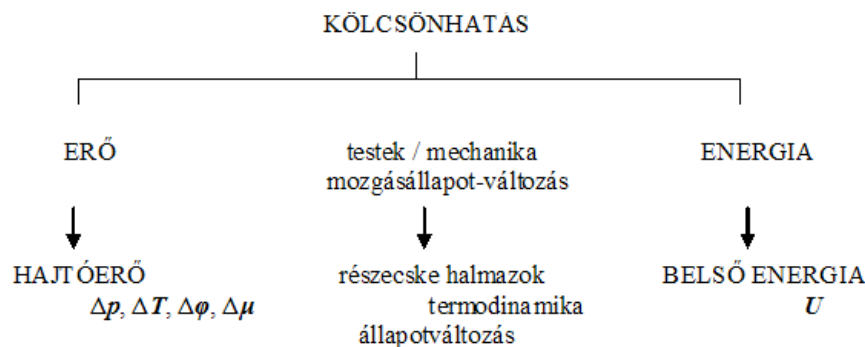 KÖLCSÖNHATÁS
ERŐ
testek / mechanika
mozgásállapot-változás
ENERGIA
HAJTÓERŐ
Δp, ΔT, Δφ, Δμ
részecske halmazok
termodinamika
állapotváltozás
BELSŐ ENERGIA
U